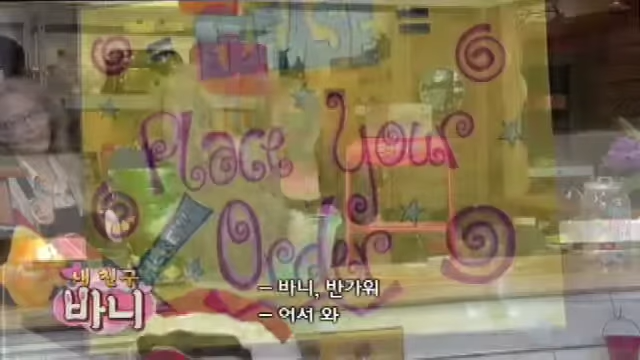 Place Your
Order
내 친구
바니
- 바니, 반가워
- 어서 와